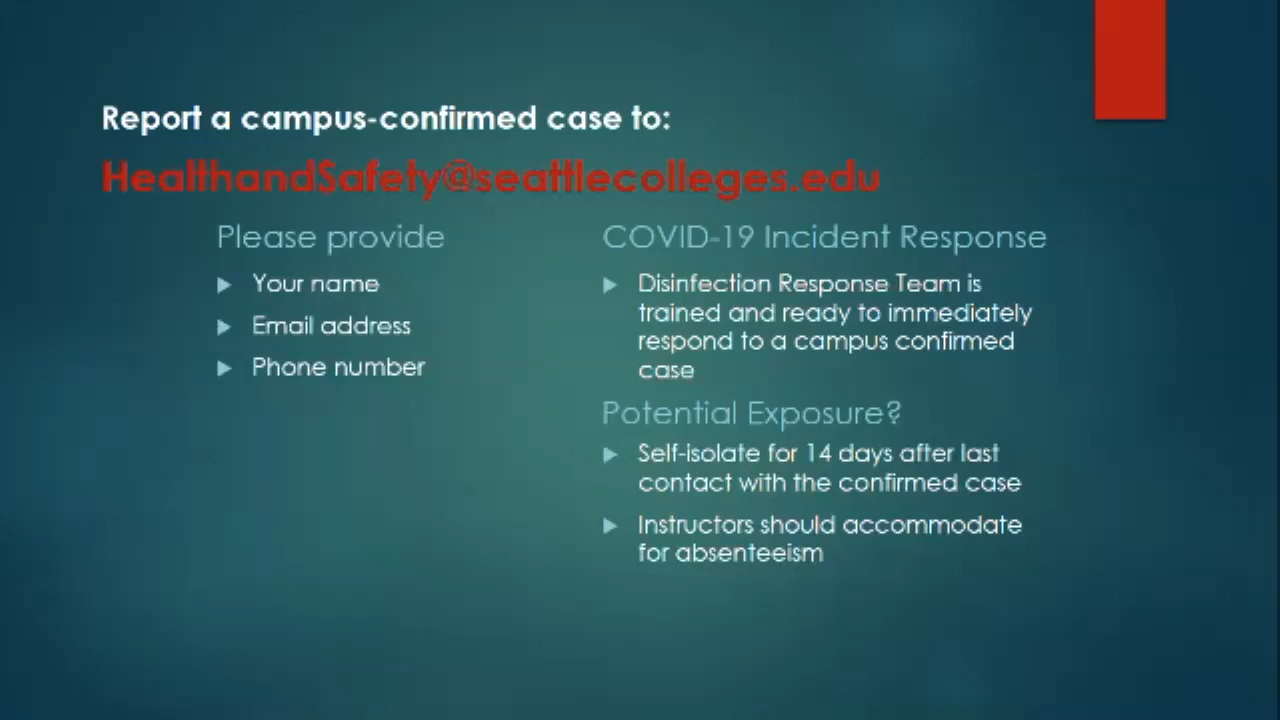 Report a campus-confirmed case to:
HealthandSafety@seattlecolleges.edu
Please provide
Your name
Email address
Phone number
COVID-19 Incident Response
Disinfection Response Team is
trained and ready to immediately
respond to a campus confirmed
case
Potential Exposure?
Self-isolate for 14 days after last
contact with the confirmed case
Instructors should accommodate
for absenteeism